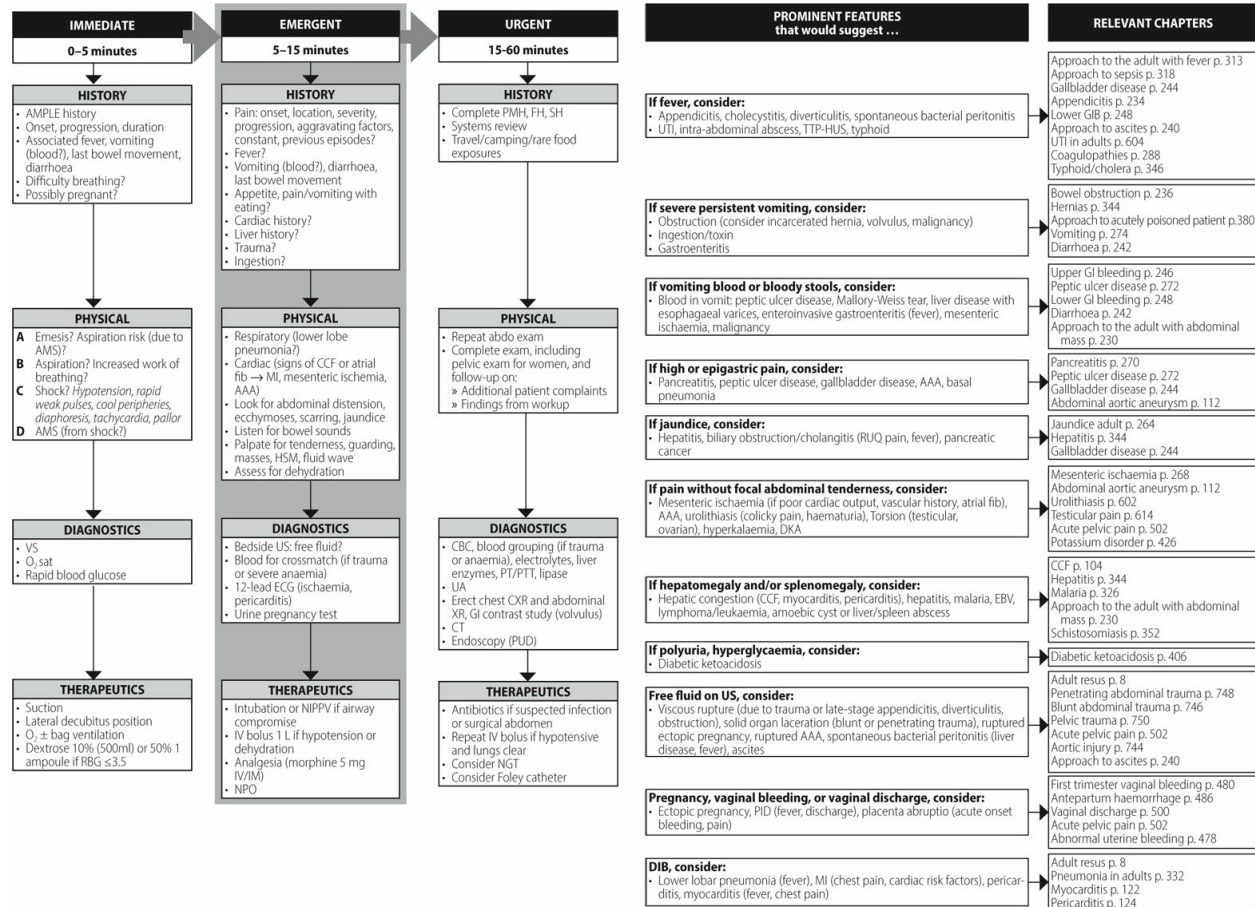 IMMEDIATE
0–5 minutes
HISTORY
• AMPLE history
• Onset, progression, duration
• Associated fever, vomiting
(blood?), last bowel movement,
diarrhoea
• Difficulty breathing?
• Possibly pregnant?
PHYSICAL
A Emesis? Aspiration risk (due to
AMS)?
B Aspiration? Increased work of
breathing?
C Shock? Hypotension, rapid
weak pulses, cool peripheries,
diaphoresis, tachycardia, pallor
D AMS (from shock?)
DIAGNOSTICS
• VS
• O₂ sat
• Rapid blood glucose
THERAPEUTICS
• Suction
• Lateral decubitus position
• O₂ ± bag ventilation
• Dextrose 10% (500ml) or 50% 1
ampoule if RBG ≤3.5
EMERGENT
5–15 minutes
HISTORY
• Pain: onset, location, severity,
progression, aggravating factors,
constant, previous episodes?
• Fever?
• Vomiting (blood?), diarrhoea,
last bowel movement
• Appetite, pain/vomiting with
eating?
• Cardiac history?
• Liver history?
• Trauma?
• Ingestion?
PHYSICAL
• Respiratory (lower lobe
pneumonia?)
• Cardiac (signs of CCF or atrial
fib → MI, mesenteric ischemia,
AAA)
• Look for abdominal distension,
ecchymoses, scarring, jaundice
• Listen for bowel sounds
• Palpate for tenderness, guarding,
masses, HSM, fluid wave
• Assess for dehydration
DIAGNOSTICS
• Bedside US: free fluid?
• Blood for crossmatch (if trauma
or severe anaemia)
• 12-lead ECG (ischaemia,
pericarditis)
• Urine pregnancy test
THERAPEUTICS
• Intubation or NIPPV if airway
compromise
• IV bolus 1 L if hypotension or
dehydration
• Analgesia (morphine 5 mg
IV/IM)
• NPO
URGENT
15-60 minutes
HISTORY
• Complete PMH, FH, SH
• Systems review
• Travel/camping/rare food
exposures
PHYSICAL
• Repeat abdo exam
• Complete exam, including
pelvic exam for women, and
follow-up on:
» Additional patient complaints
» Findings from workup
DIAGNOSTICS
• CBC, blood grouping (if trauma
or anaemia), electrolytes, liver
enzymes, PT/PTT, lipase
• UA
• Erect chest CXR and abdominal
XR, GI contrast study (volvulus)
• CT
• Endoscopy (PUD)
THERAPEUTICS
• Antibiotics if suspected infection
or surgical abdomen
• Repeat IV bolus if hypotensive
and lungs clear
• Consider NGT
• Consider Foley catheter
PROMINENT FEATURES
that would suggest …
RELEVANT CHAPTERS
If fever, consider:
• Appendicitis, cholecystitis, diverticulitis, spontaneous bacterial peritonitis
• UTI, intra-abdominal abscess, TTP-HUS, typhoid
Approach to the adult with fever p. 313
Approach to sepsis p. 318
Gallbladder disease p. 244
Appendicitis p. 234
Lower GIB p. 248
Approach to ascites p. 240
UTI in adults p. 604
Coagulopathies p. 288
Typhoid/cholera p. 346
If severe persistent vomiting, consider:
• Obstruction (consider incarcerated hernia, volvulus, malignancy)
• Ingestion/toxin
• Gastroenteritis
Bowel obstruction p. 236
Hernias p. 344
Approach to acutely poisoned patient p.380
Vomiting p. 274
Diarrhoea p. 242
If vomiting blood or bloody stools, consider:
• Blood in vomit: peptic ulcer disease, Mallory-Weiss tear, liver disease with
esophagaeal varices, enteroinvasive gastroenteritis (fever), mesenteric
ischaemia, malignancy
Upper GI bleeding p. 246
Peptic ulcer disease p. 272
Lower GI bleeding p. 248
Diarrhoea p. 242
Approach to the adult with abdominal
mass p. 230
If high or epigastric pain, consider:
• Pancreatitis, peptic ulcer disease, gallbladder disease, AAA, basal
pneumonia
Pancreatitis p. 270
Peptic ulcer disease p. 272
Gallbladder disease p. 244
Abdominal aortic aneurysm p. 112
If jaundice, consider:
• Hepatitis, biliary obstruction/cholangitis (RUQ pain, fever), pancreatic
cancer
Jaundice adult p. 264
Hepatitis p. 344
Gallbladder disease p. 244
If pain without focal abdominal tenderness, consider:
• Mesenteric ischaemia (if poor cardiac output, vascular history, atrial fib),
AAA, urolithiasis (colicky pain, haematuria), Torsion (testicular,
ovarian), hyperkalaemia, DKA
Mesenteric ischaemia p. 268
Abdominal aortic aneurysm p. 112
Urolithiasis p. 602
Testicular pain p. 614
Acute pelvic pain p. 502
Potassium disorder p. 426
If hepatomegaly and/or splenomegaly, consider:
• Hepatic congestion (CCF, myocarditis, pericarditis), hepatitis, malaria, EBV,
lymphoma/leukaemia, amoebic cyst or liver/spleen abscess
CCF p. 104
Hepatitis p. 344
Malaria p. 326
Approach to the adult with abdominal
mass p. 230
Schistosomiasis p. 352
If polyuria, hyperglycaemia, consider:
• Diabetic ketoacidosis
Diabetic ketoacidosis p. 406
Free fluid on US, consider:
• Viscous rupture (due to trauma or late-stage appendicitis, diverticulitis,
obstruction), solid organ laceration (blunt or penetrating trauma), ruptured
ectopic pregnancy, ruptured AAA, spontaneous bacterial peritonitis (liver
disease, fever), ascites
Adult resus p. 8
Penetrating abdominal trauma p. 748
Blunt abdominal trauma p. 746
Pelvic trauma p. 750
Acute pelvic pain p. 502
Aortic injury p. 744
Approach to ascites p. 240
Pregnancy, vaginal bleeding, or vaginal discharge, consider:
• Ectopic pregnancy, PID (fever, discharge), placenta abruptio (acute onset
bleeding, pain)
First trimester vaginal bleeding p. 480
Antepartum haemorrhage p. 486
Vaginal discharge p. 500
Acute pelvic pain p. 502
Abnormal uterine bleeding p. 478
DIB, consider:
• Lower lobar pneumonia (fever), MI (chest pain, cardiac risk factors), pericar-
ditis, myocarditis (fever, chest pain)
Adult resus p. 8
Pneumonia in adults p. 332
Myocarditis p. 122
Pericarditis p. 124